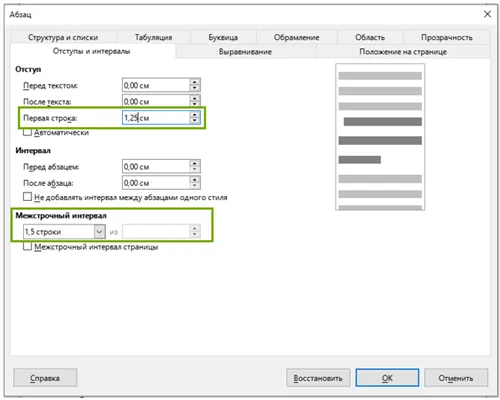 Абзац
Структура и списки Табуляция Буквица Обрамление Область Прозрачность
Отступы и интервалы Выравнивание Положение на странице
Отступ
Перед текстом: 0,00 см
После текста: 0,00 см
Первая строка: 1,25 см
Автоматически
Интервал
Перед абзацем: 0,00 см
После абзаца: 0,00 см
Не добавлять интервал между абзацами одного стиля
Межстрочный интервал
1,5 строки из
Межстрочный интервал страницы
Справка Восстановить ОК Отменить